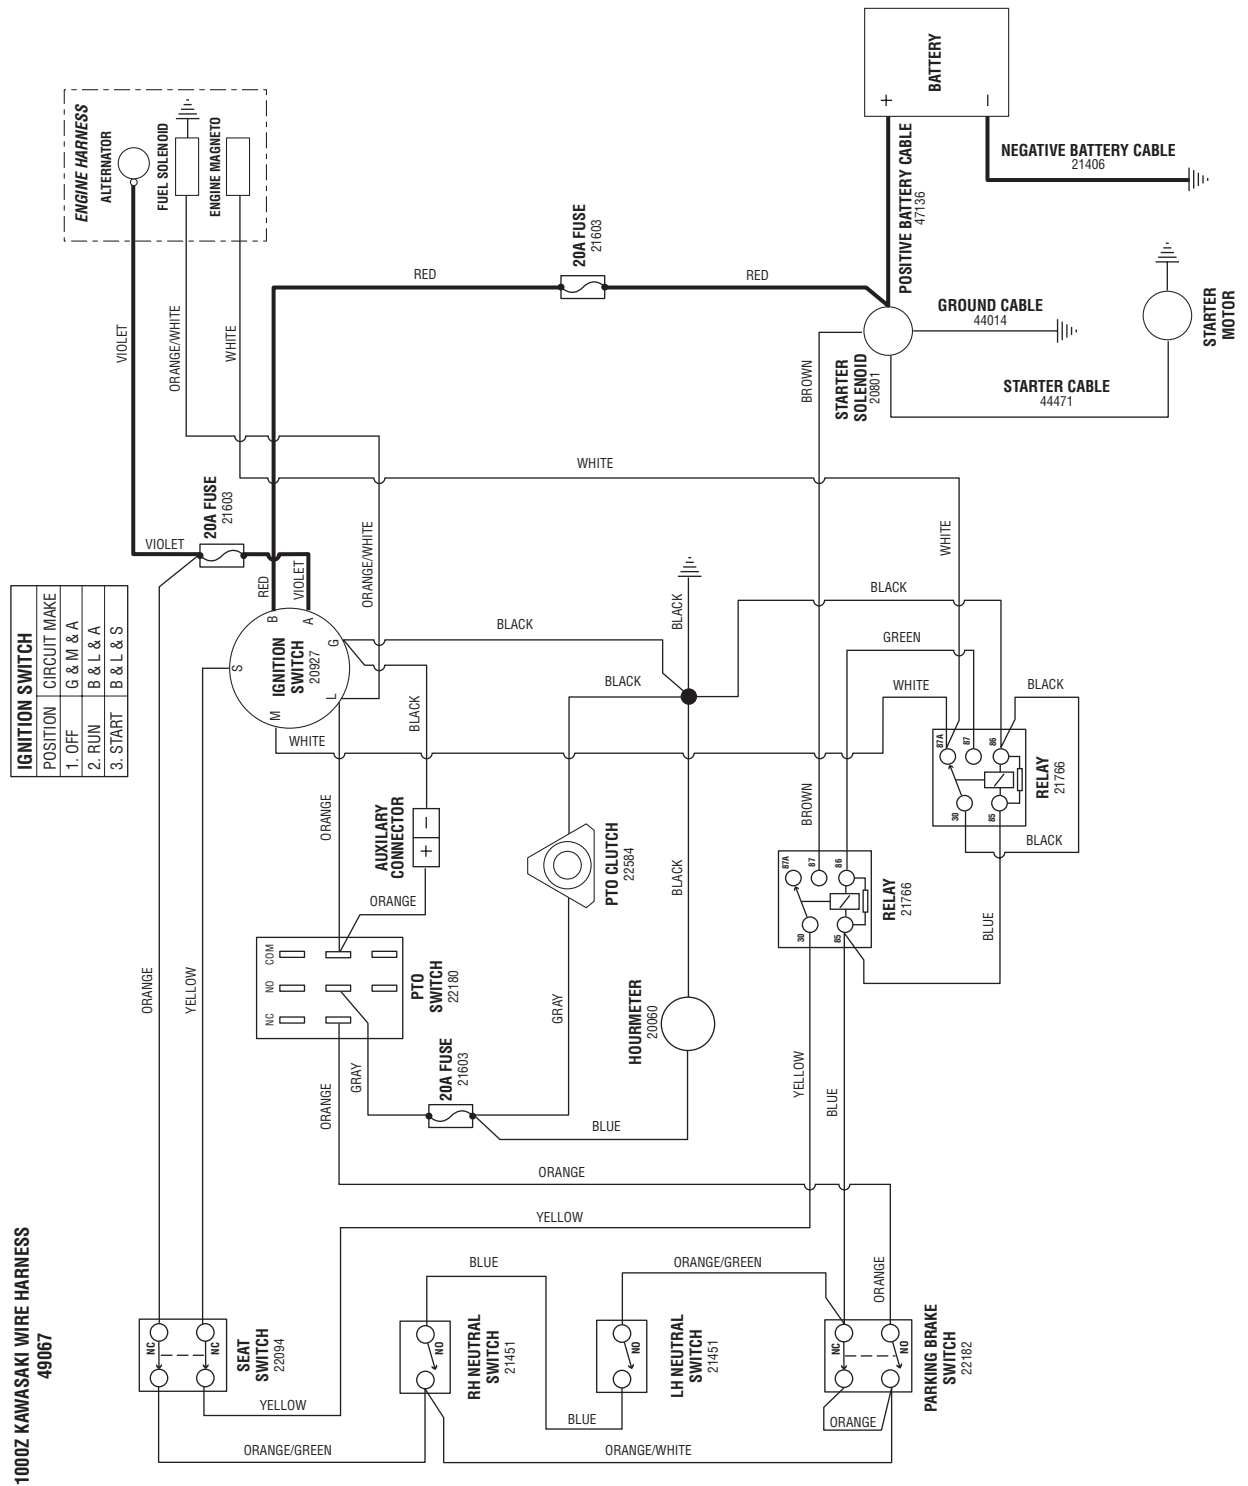 BATTERY
+
–
NEGATIVE BATTERY CABLE
21406
POSITIVE BATTERY CABLE
47136
ENGINE HARNESS
ALTERNATOR
FUEL SOLENOID
ENGINE MAGNETO
20A FUSE
21603
RED
RED
GROUND CABLE
44014
STARTER
MOTOR
STARTER
SOLENOID
20801
STARTER CABLE
44471
VIOLET
ORANGE/WHITE
WHITE
BROWN
WHITE
20A FUSE
21603
VIOLET
RED
VIOLET
ORANGE/WHITE
WHITE
IGNITION SWITCH
POSITION CIRCUIT MAKE
1. OFF G & M & A
2. RUN B & L & A
3. START B & L & S
B
A
G
L
M
S
IGNITION
SWITCH
20927
BLACK
BLACK
BLACK
BLACK
BLACK
GREEN
WHITE
BLACK
WHITE
87A
87
86
30
85
RELAY
21766
BLACK
ORANGE
AUXILARY
CONNECTOR
–
+
ORANGE
PTO CLUTCH
22584
BLACK
BROWN
87A
87
86
30
85
RELAY
21766
BLUE
COM
NO
NC
PTO
SWITCH
22180
ORANGE
YELLOW
GRAY
HOURMETER
20060
ORANGE
GRAY
20A FUSE
21603
BLUE
YELLOW
BLUE
ORANGE
YELLOW
1000Z KAWASAKI WIRE HARNESS
49067
NC
NC
SEAT
SWITCH
22094
YELLOW
BLUE
NO
RH NEUTRAL
SWITCH
21451
ORANGE/GREEN
NO
LH NEUTRAL
SWITCH
21451
BLUE
ORANGE
NC
NO
PARKING BRAKE
SWITCH
22182
ORANGE
ORANGE/GREEN
ORANGE/WHITE